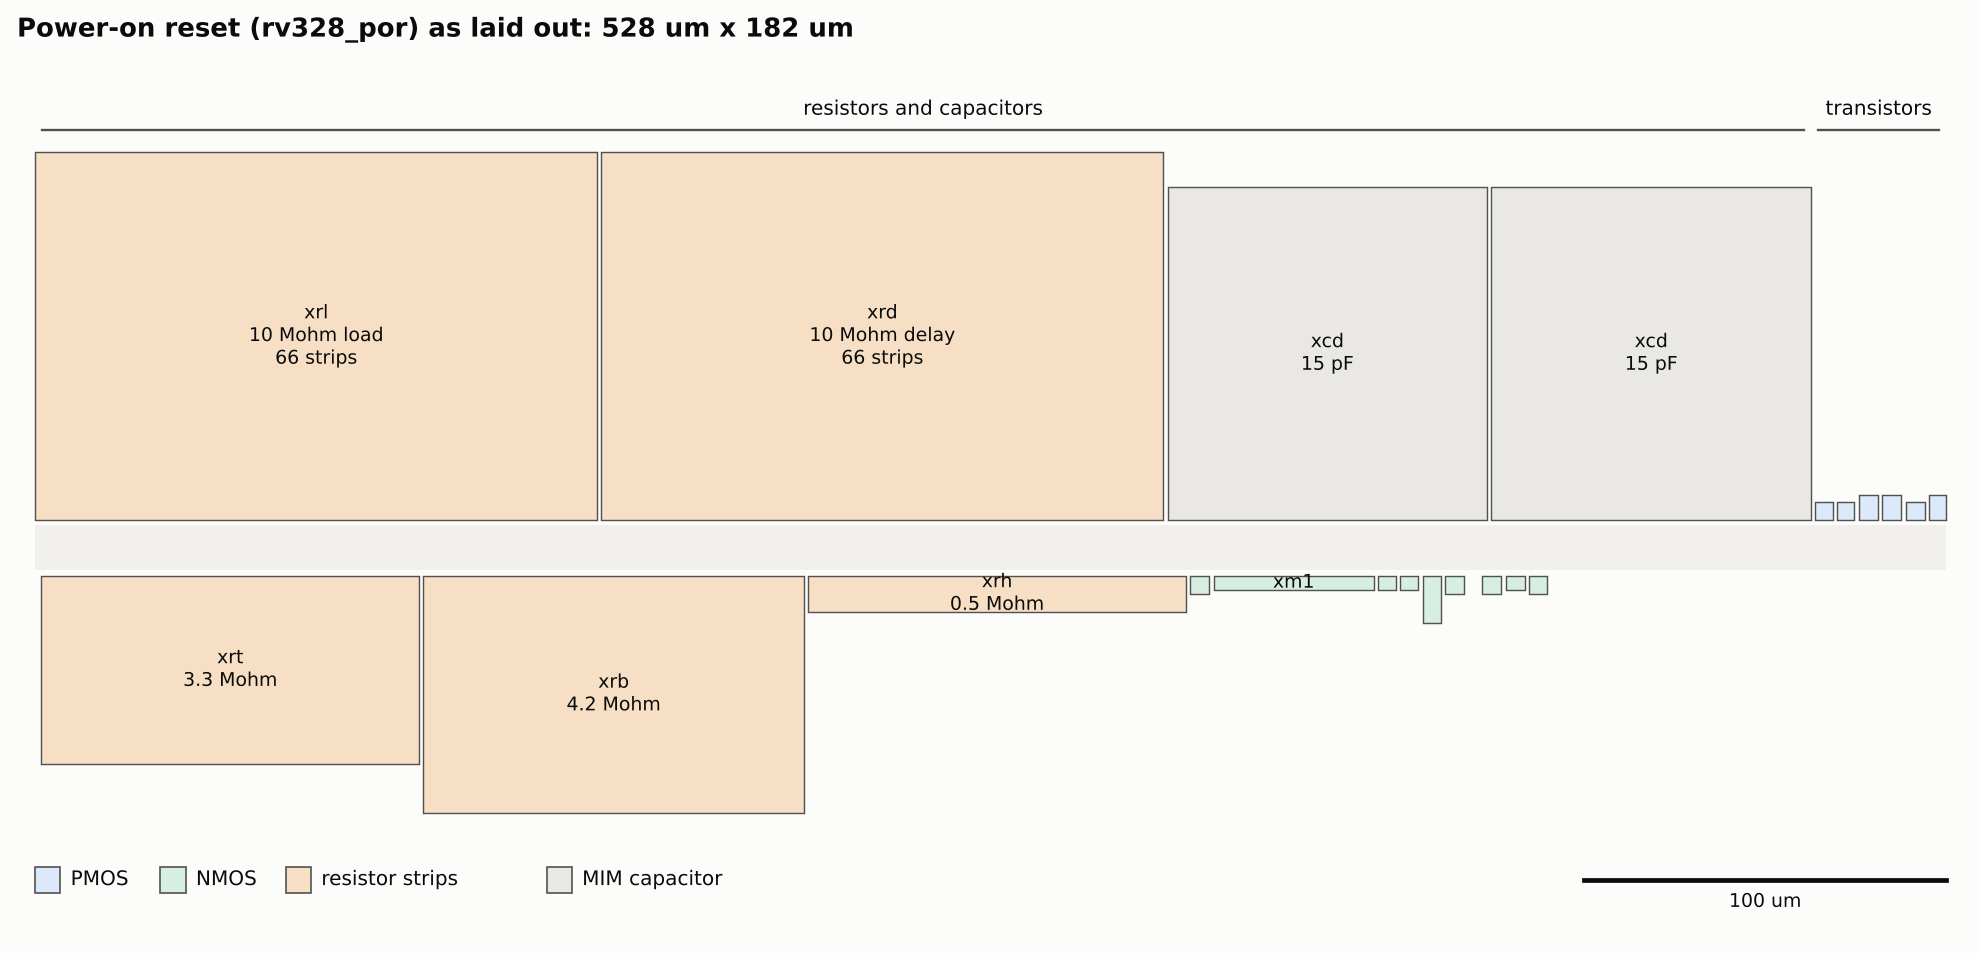 Power-on reset (rv328_por) as laid out: 528 um x 182 um
resistors and capacitors
transistors
xrl
10 Mohm load
66 strips
xrd
10 Mohm delay
66 strips
xcd
15 pF
xcd
15 pF
xrt
3.3 Mohm
xrb
4.2 Mohm
xrh
0.5 Mohm
xm1
PMOS
NMOS
resistor strips
MIM capacitor
100 um